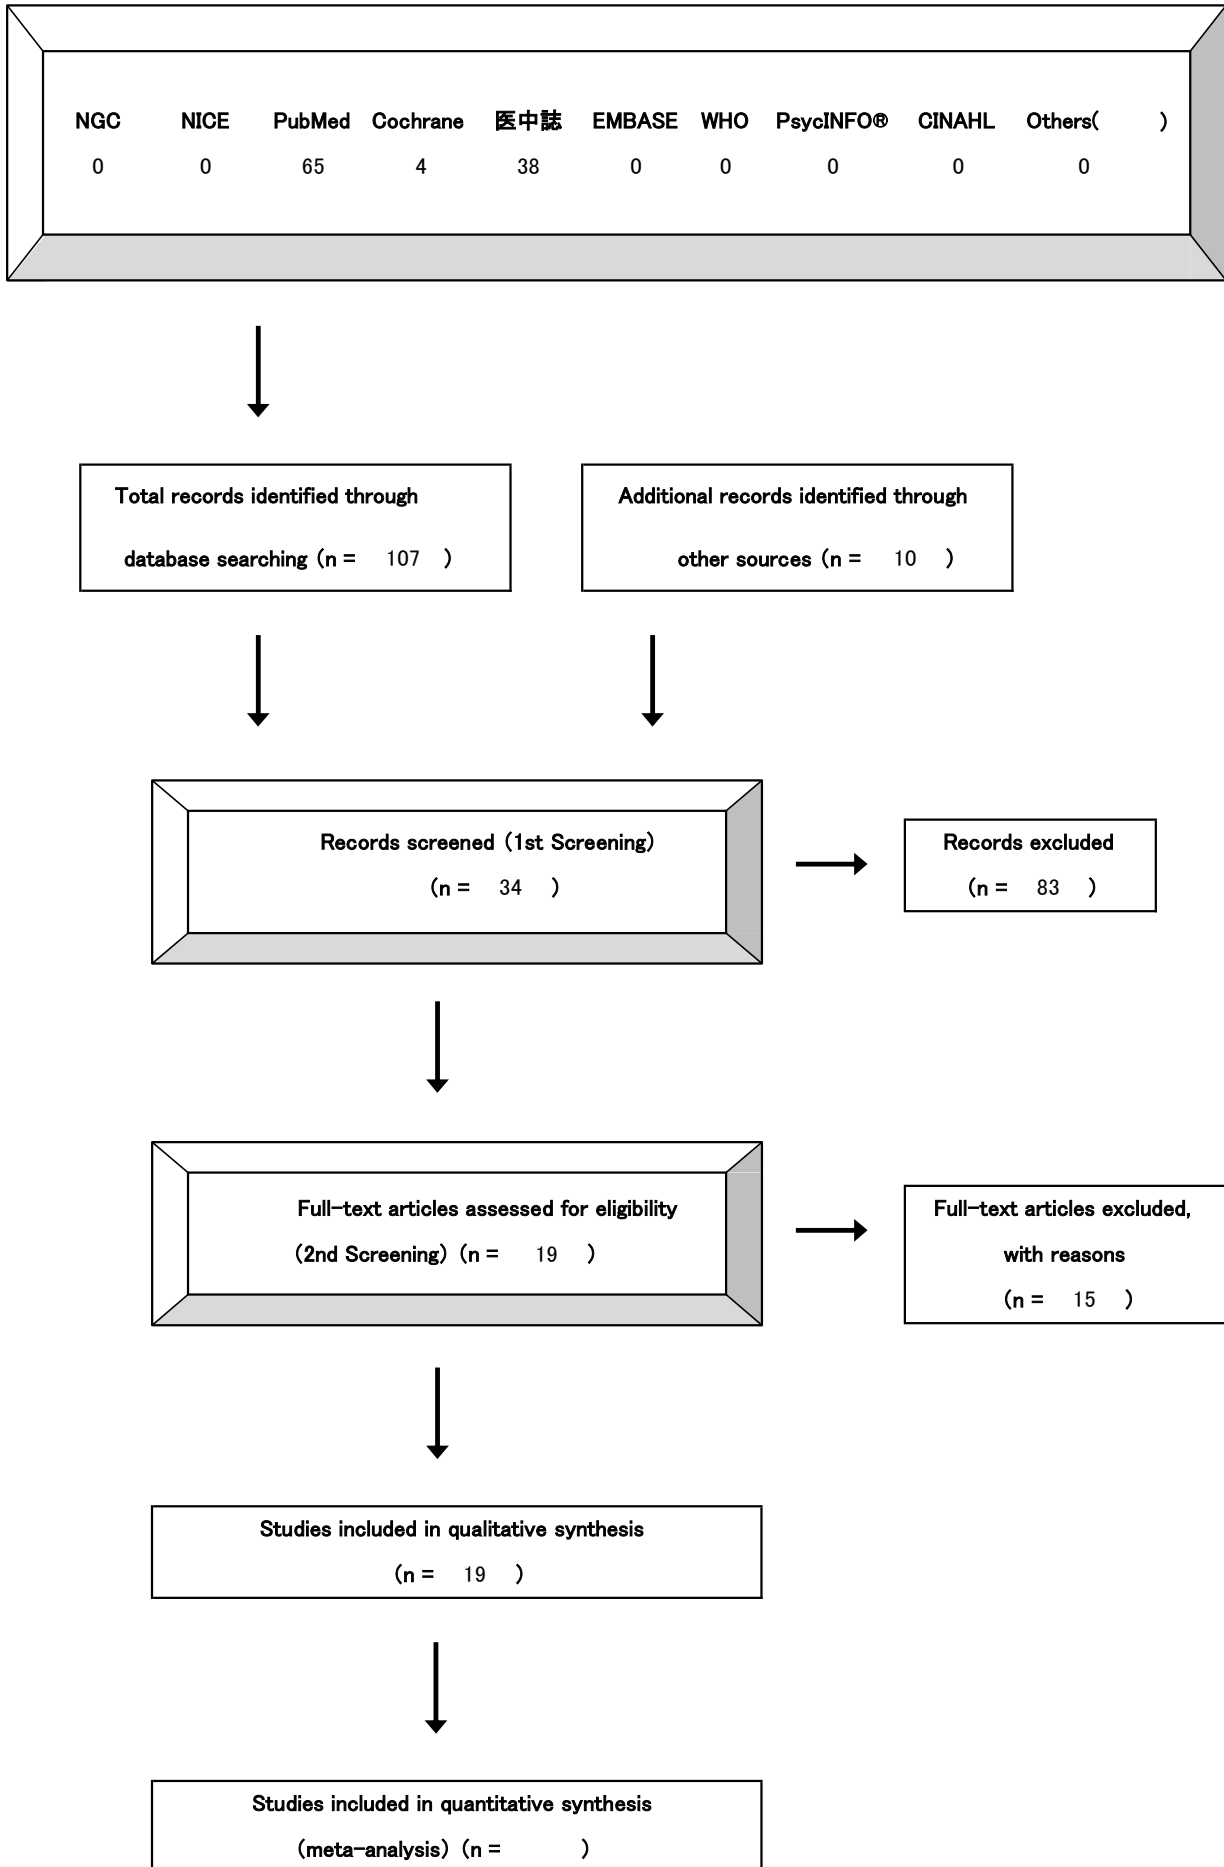 NGC NICE PubMed Cochrane 医中誌 EMBASE WHO PsycINFO® CINAHL Others( )
0 0 65 4 38 0 0 0 0 0
Total records identified through
database searching (n = 107 )
Additional records identified through
other sources (n = 10 )
Records screened (1st Screening)
(n = 34 )
Records excluded
(n = 83 )
Full-text articles assessed for eligibility
(2nd Screening) (n = 19 )
Full-text articles excluded,
with reasons
(n = 15 )
Studies included in qualitative synthesis
(n = 19 )
Studies included in quantitative synthesis
(meta-analysis) (n = )